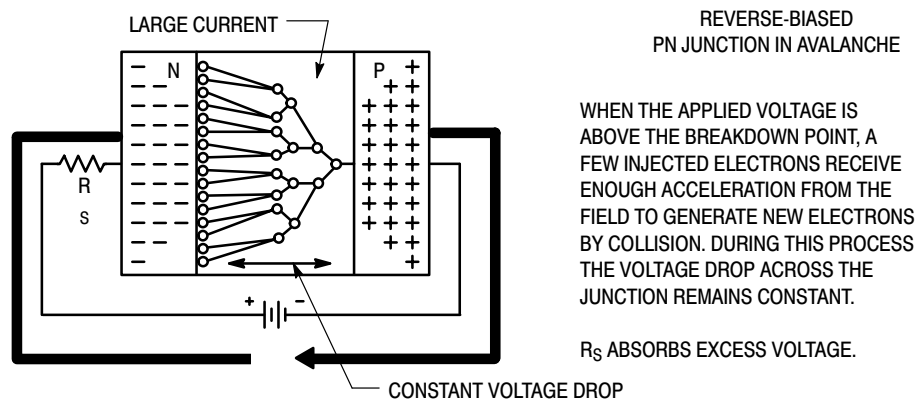 LARGE CURRENT
N
P
R
S
+ −
CONSTANT VOLTAGE DROP
REVERSE-BIASED
PN JUNCTION IN AVALANCHE
WHEN THE APPLIED VOLTAGE IS
ABOVE THE BREAKDOWN POINT, A
FEW INJECTED ELECTRONS RECEIVE
ENOUGH ACCELERATION FROM THE
FIELD TO GENERATE NEW ELECTRONS
BY COLLISION. DURING THIS PROCESS
THE VOLTAGE DROP ACROSS THE
JUNCTION REMAINS CONSTANT.
RS ABSORBS EXCESS VOLTAGE.